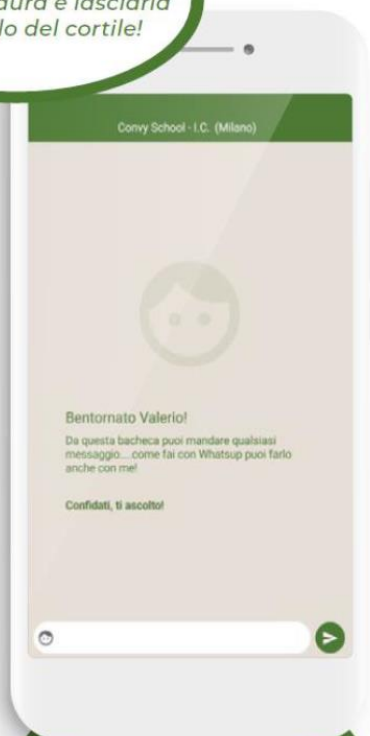 e lasciarla
lo del cortile!
Convy School - I.C. (Milano)
Bentornato Valerio!
Da questa bacheca puoi mandare qualsiasi
messaggio....come fai con Whatsup puoi farlo
anche con me!
Confidati, ti ascolto!